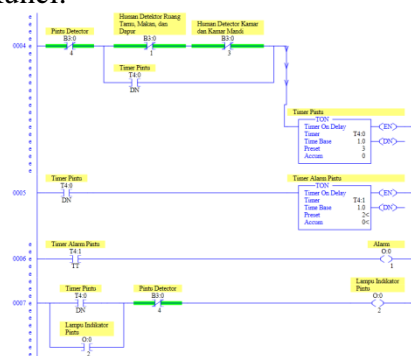 Human Detektor Ruang
Tamu, Makan, dan
Dapur
Human Detector Kamar
dan Kamar Mandi
Pintu Detector
B3:0
B3:0
B3:0
0004
4
1
3
Timer Pintu
T4:0
DN
Timer Pintu
TON
Timer On Delay
Timer T4:0
Time Base 1.0
Preset 3
Accum 0
EN
DN
Timer Pintu
T4:0
0005
DN
Timer Alarm Pintu
TON
Timer On Delay
Timer T4:1
Time Base 1.0
Preset 2<
Accum 0<
EN
DN
Timer Alarm Pintu
T4:1
0006
TT
Alarm
O:0
1
Timer Pintu
T4:0
0007
DN
Pintu Detector
B3:0
4
Lampu Indikator
Pintu
O:0
2
Lampu Indikator
Pintu
O:0
2